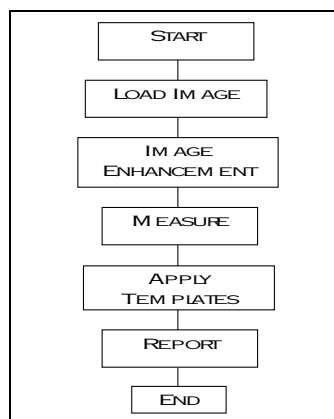 START
LOAD IMAGE
IMAGE
ENHANCEMENT
MEASURE
APPLY
TEMPLATES
REPORT
END